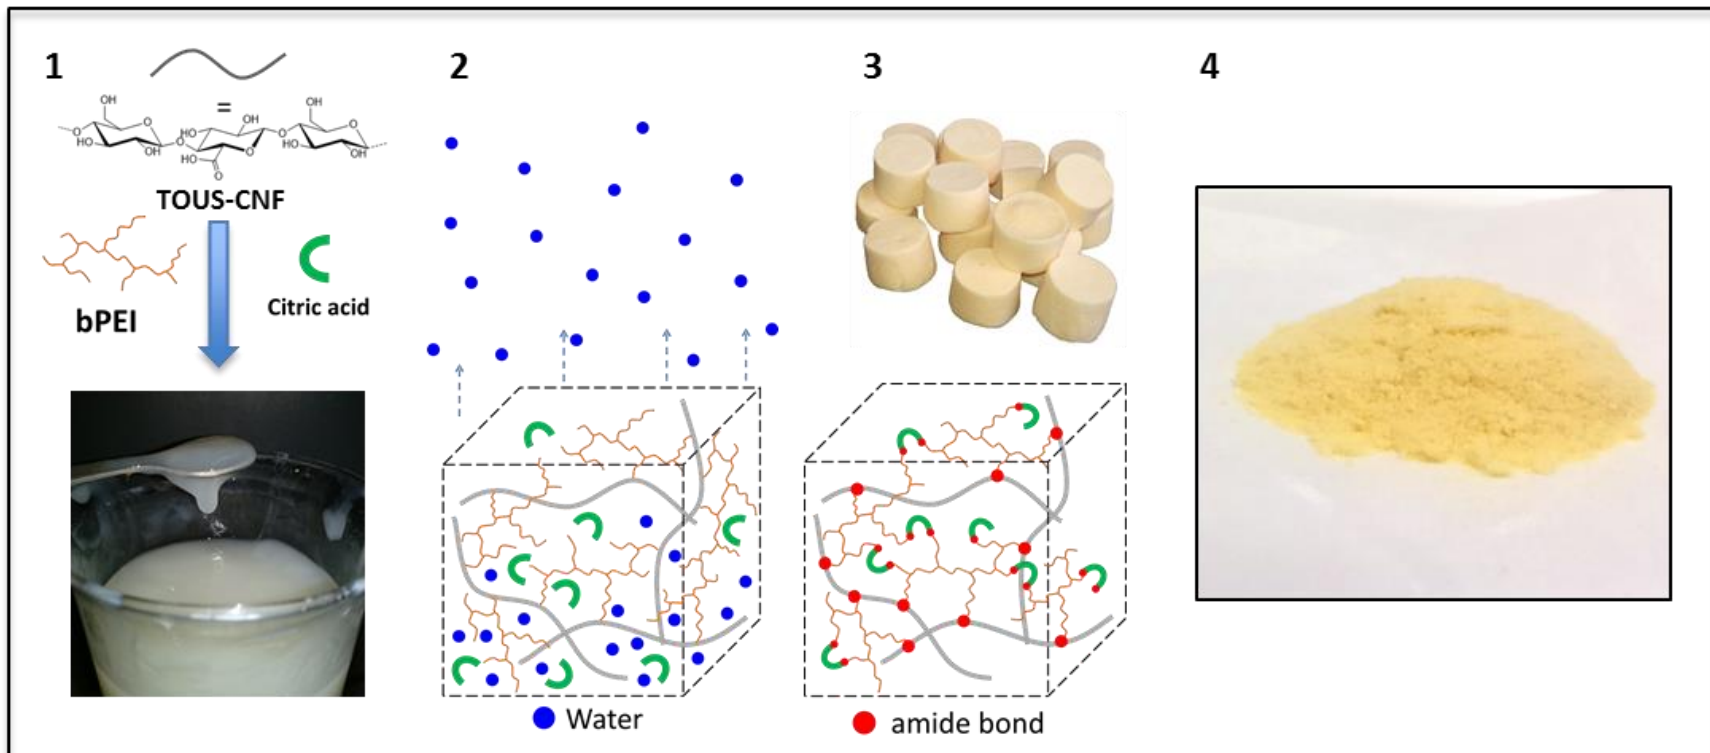 1
2
3
4
=
OH
O
O
HO
OH
HO
OH
O
HO
O
O
OH
O
HO
O
OH
TOUS-CNF
bPEI
Citric acid
Water
amide bond